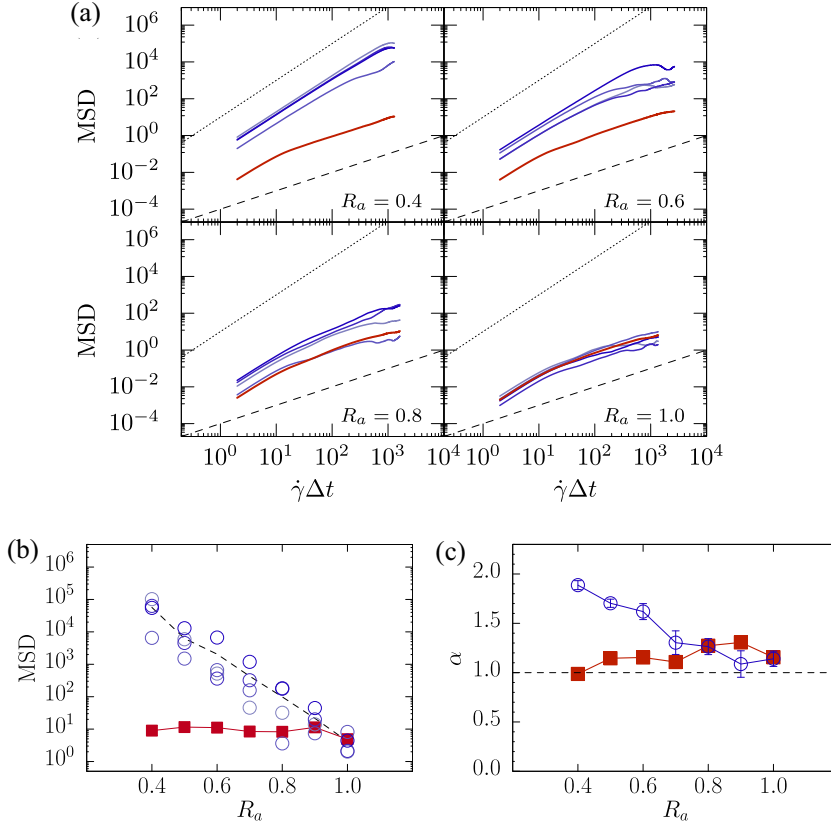 (a)
10^6
10^4
10^2
10^0
10^-2
10^-4
MSD
R_a = 0.4
R_a = 0.6
10^6
10^4
10^2
10^0
10^-2
10^-4
MSD
R_a = 0.8
R_a = 1.0
10^0 10^1 10^2 10^3 10^4 10^0 10^1 10^2 10^3 10^4
γ̇Δt γ̇Δt
(b)
10^6
10^5
10^4
10^3
10^2
10^1
10^0
MSD
0.4 0.6 0.8 1.0
R_a
(c)
2.0
1.5
1.0
0.5
0.0
α
0.4 0.6 0.8 1.0
R_a